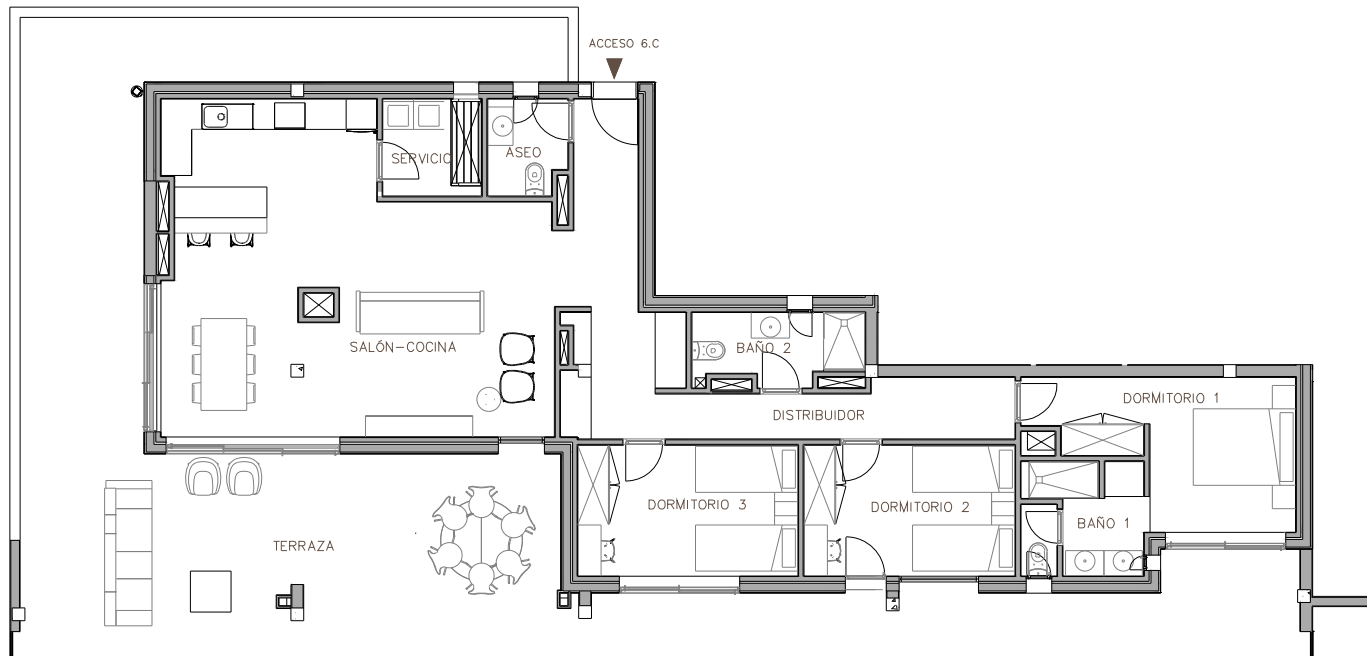 ACCESO 6.C
SERVICIO
ASEO
SALÓN-COCINA
BAÑO 2
DISTRIBUIDOR
DORMITORIO 1
DORMITORIO 3
DORMITORIO 2
BAÑO 1
TERRAZA